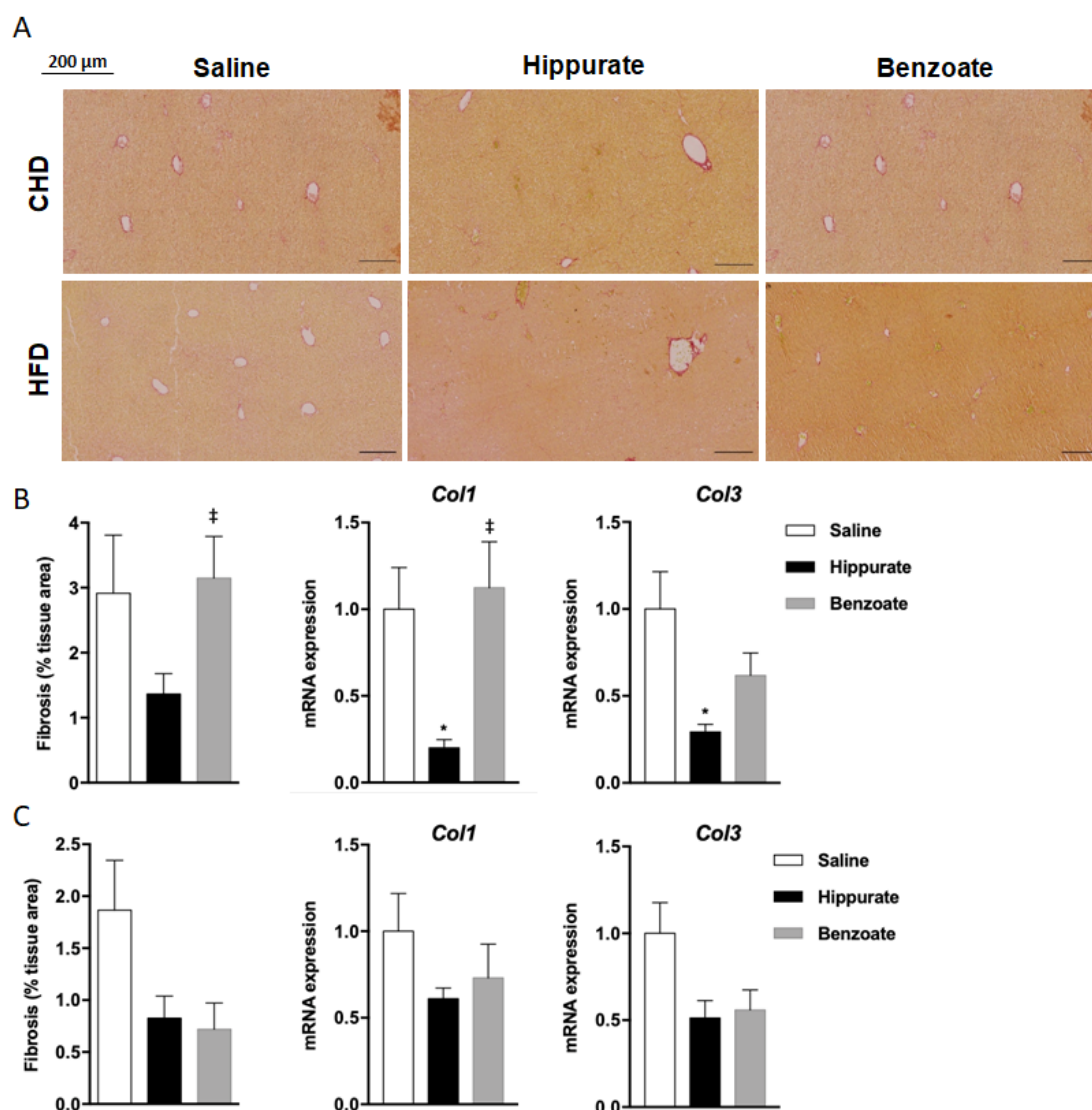 A
200 µm
Saline
Hippurate
Benzoate
CHD
HFD
B
Fibrosis (% tissue area)
4
3
2
1
0
‡
Col1
mRNA expression
1.5
1.0
0.5
0.0
*
‡
Col3
mRNA expression
1.5
1.0
0.5
0.0
*
Saline
Hippurate
Benzoate
C
Fibrosis (% tissue area)
2.5
2.0
1.5
1.0
0.5
0.0
Col1
mRNA expression
1.5
1.0
0.5
0.0
Col3
mRNA expression
1.5
1.0
0.5
0.0
Saline
Hippurate
Benzoate